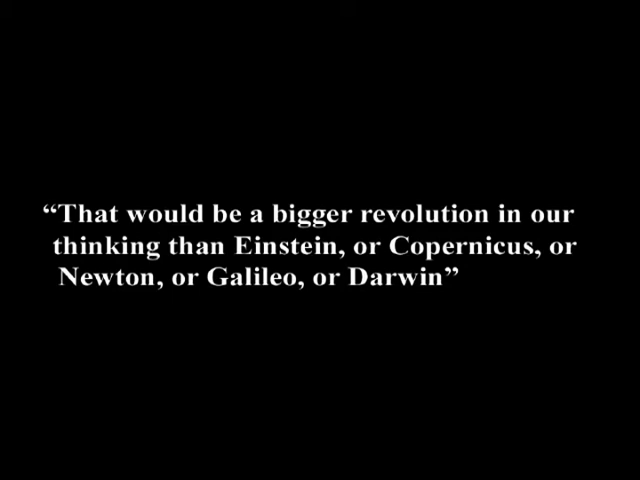 “That would be a bigger revolution in our
thinking than Einstein, or Copernicus, or
Newton, or Galileo, or Darwin”